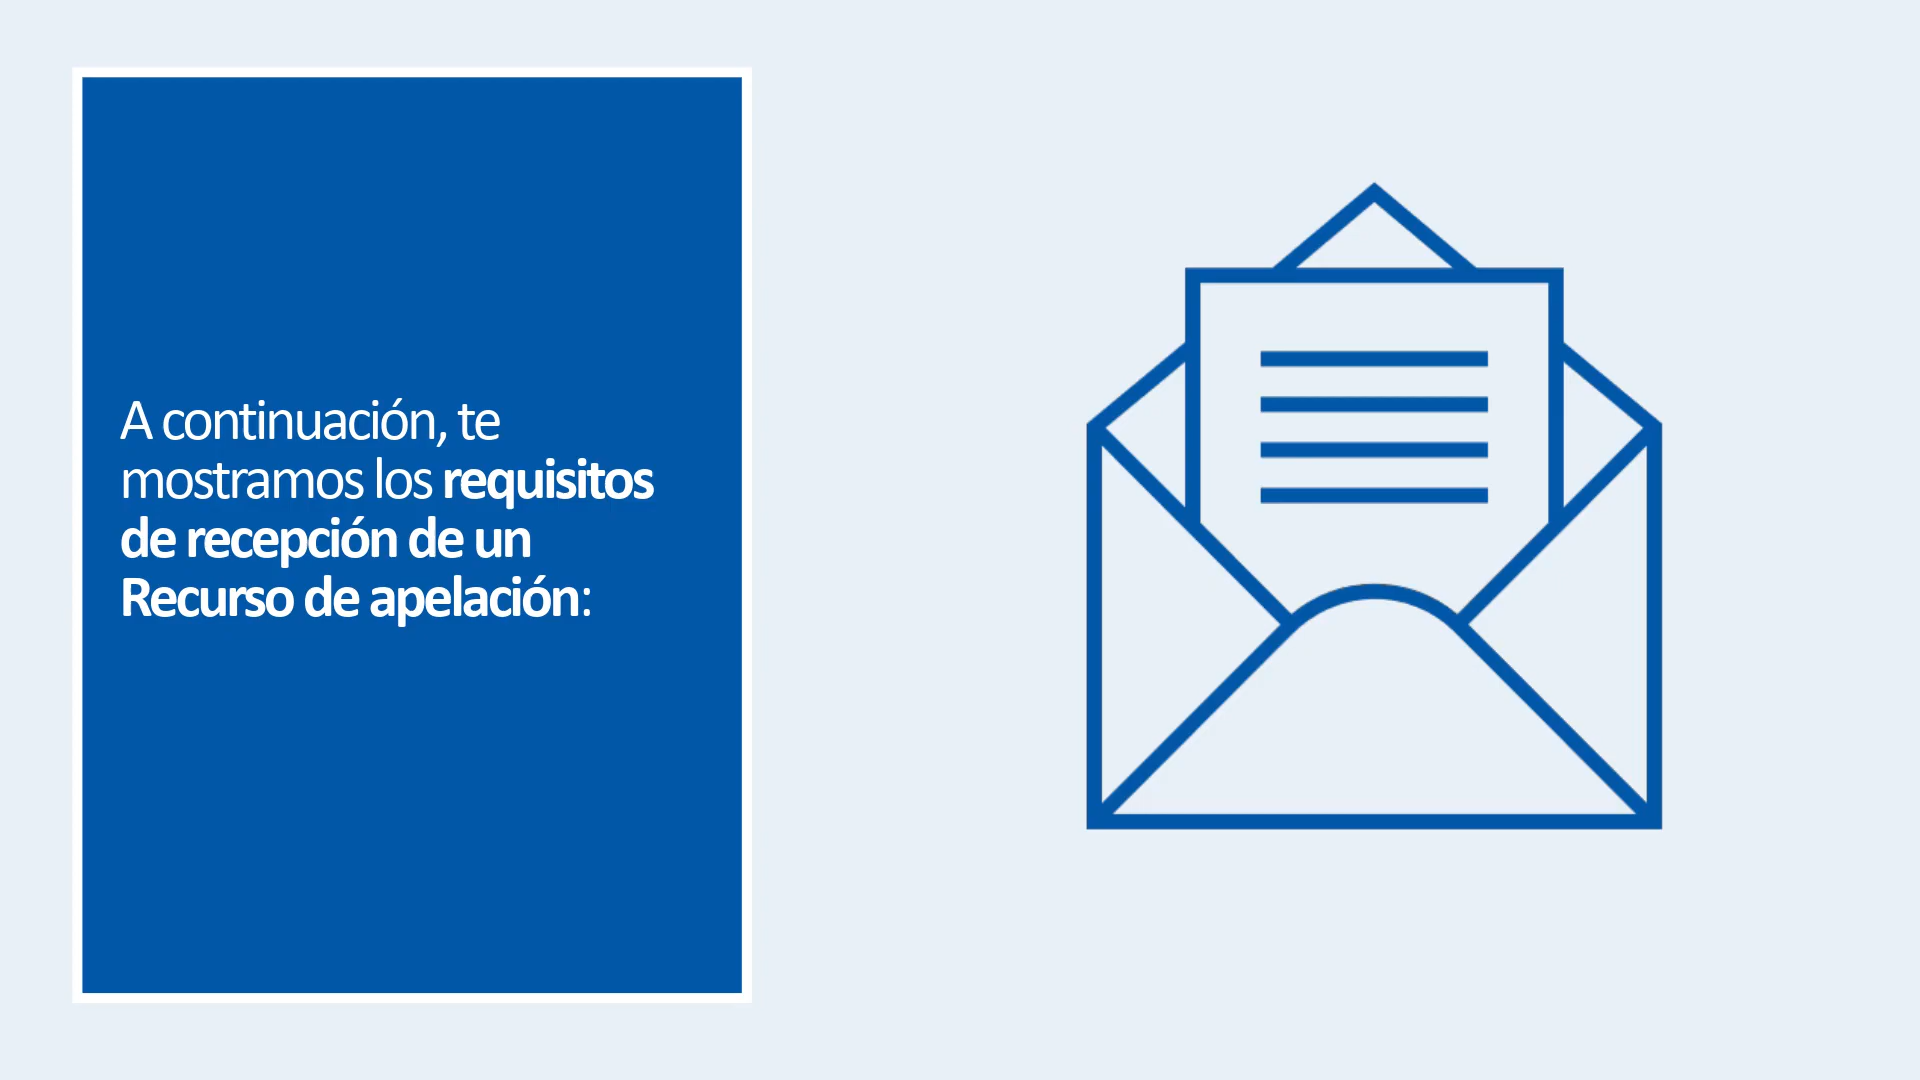 A continuación, te
mostramos los requisitos
de recepción de un
Recurso de apelación: